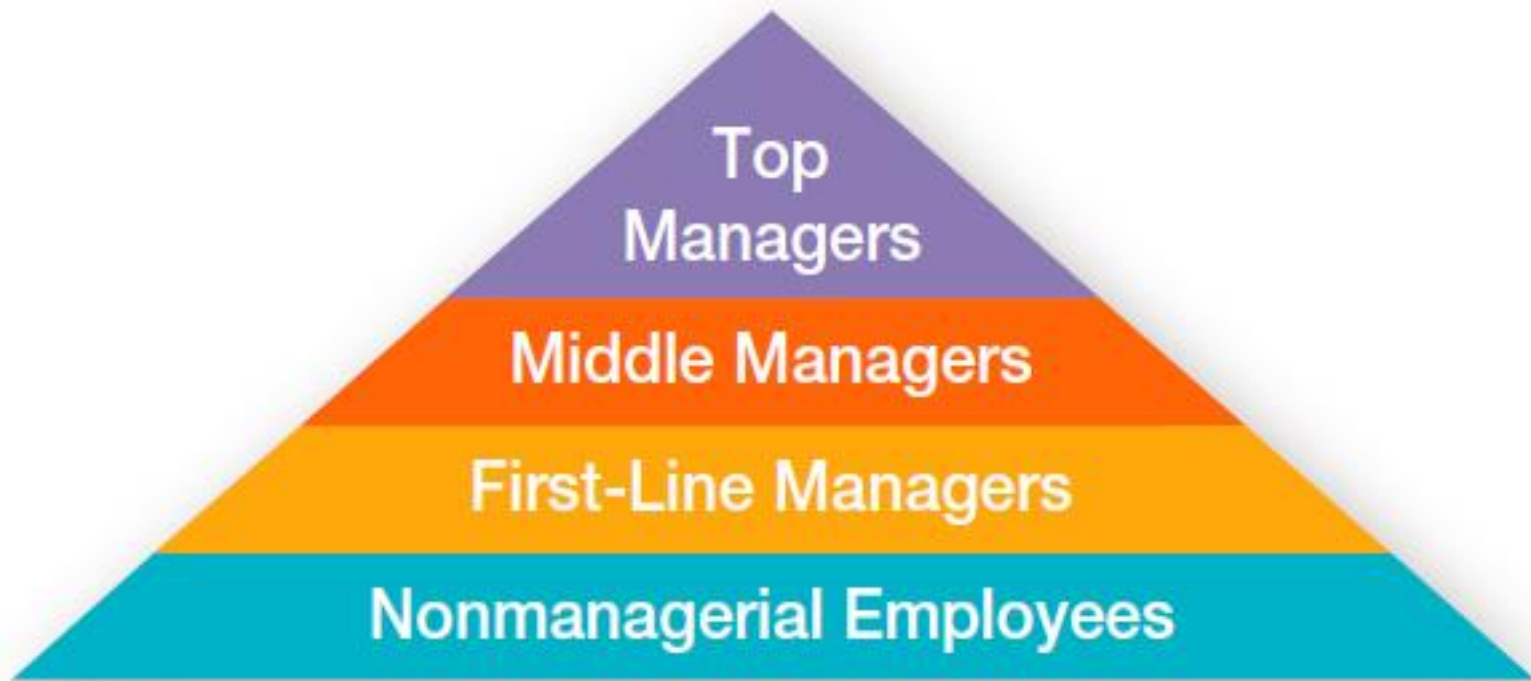 Top
Managers
Middle Managers
First-Line Managers
Nonmanagerial Employees